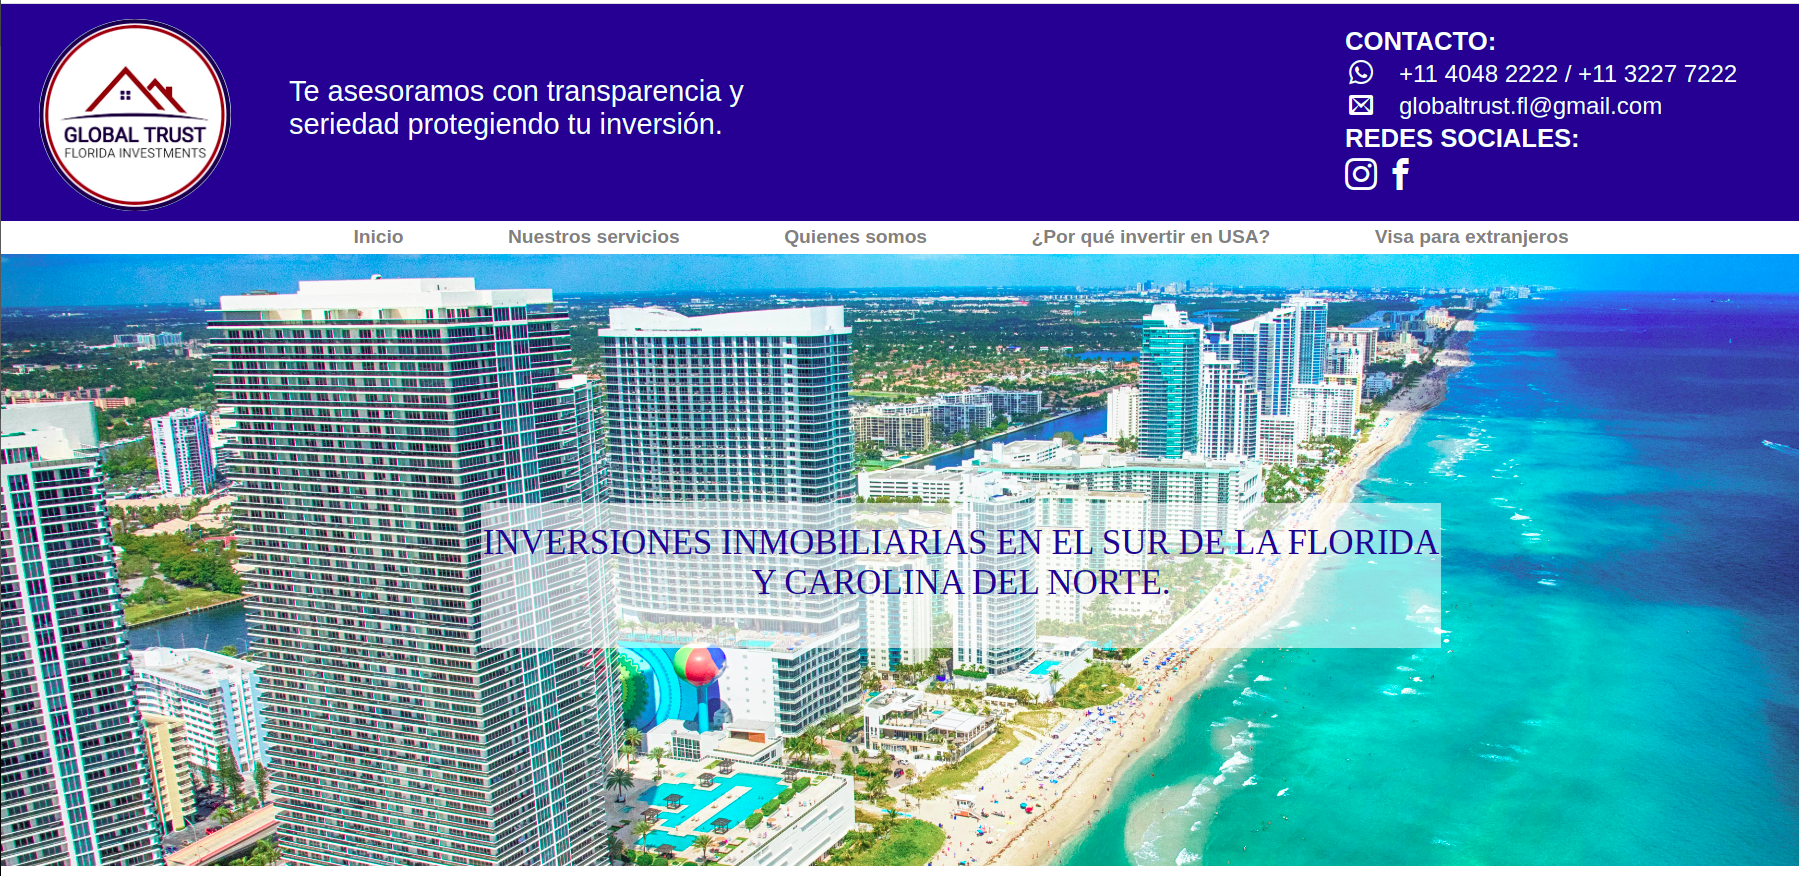 GLOBAL TRUST
FLORIDA INVESTMENTS
Te asesoramos con transparencia y
seriedad protegiendo tu inversión.
CONTACTO:
+11 4048 2222 / +11 3227 7222
globaltrust.fl@gmail.com
REDES SOCIALES:
Inicio Nuestros servicios Quienes somos ¿Por qué invertir en USA? Visa para extranjeros
INVERSIONES INMOBILIARIAS EN EL SUR DE LA FLORIDA
Y CAROLINA DEL NORTE.